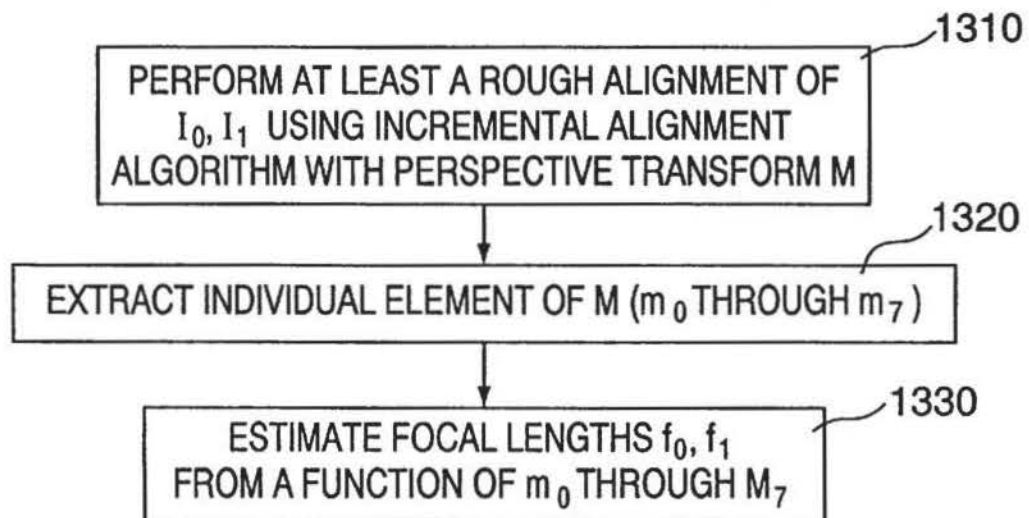 1310
PERFORM AT LEAST A ROUGH ALIGNMENT OF
I₀, I₁ USING INCREMENTAL ALIGNMENT
ALGORITHM WITH PERSPECTIVE TRANSFORM M
1320
EXTRACT INDIVIDUAL ELEMENT OF M (m₀ THROUGH m₇)
1330
ESTIMATE FOCAL LENGTHS f₀, f₁
FROM A FUNCTION OF m₀ THROUGH M₇